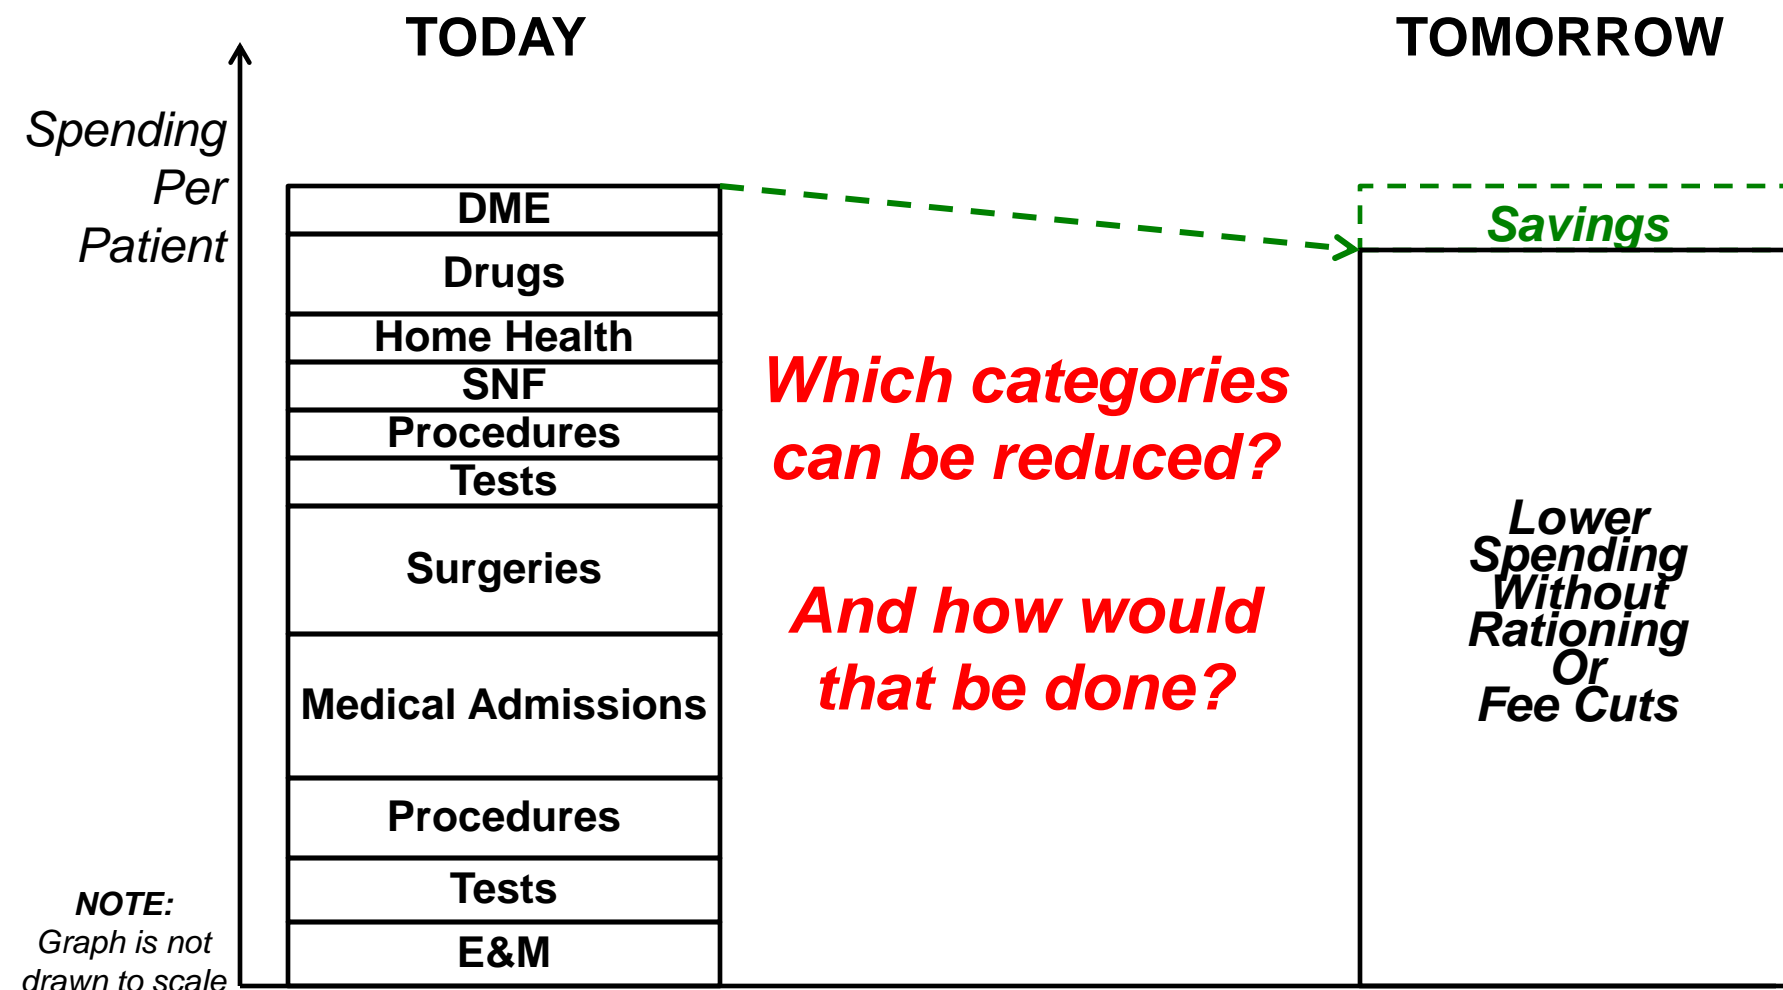 TODAY
TOMORROW
Spending
Per
Patient
DME
Drugs
Home Health
SNF
Procedures
Tests
Surgeries
Medical Admissions
Procedures
Tests
E&M
Which categories
can be reduced?
And how would
that be done?
Savings
Lower
Spending
Without
Rationing
Or
Fee Cuts
NOTE:
Graph is not
drawn to scale